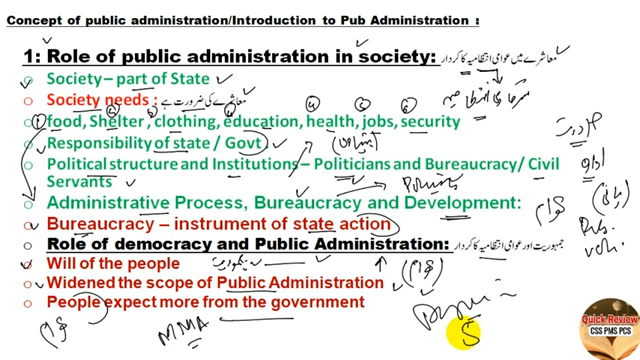 Concept of public administration/Introduction to Pub Administration :
1: Role of public administration in society: معاشرے میں عوامی انتظامیہ کا کردار
Society – part of State
Society needs : معاشرے کی ضرورت ہے
food, Shelter, clothing, education, health, jobs, security
Responsibility of state / Govt
Political structure and Institutions – Politicians and Bureaucracy/ Civil
Servants
Administrative Process, Bureaucracy and Development:
Bureaucracy – instrument of state action
Role of democracy and Public Administration: جمہوریت اور عوامی انتظامیہ کا کردار
Will of the people
Widened the scope of Public Administration
People expect more from the government
عوام
MMA
Quick Review
CSS PMS PCS